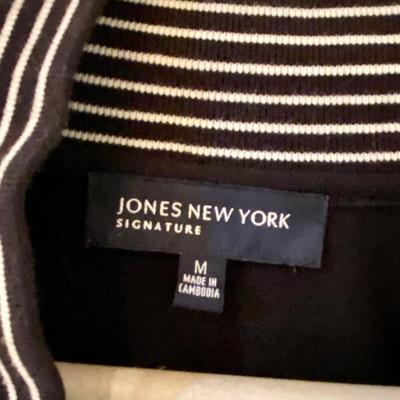 JONES NEW YORK
SIGNATURE
M
MADE IN
CAMBODIA